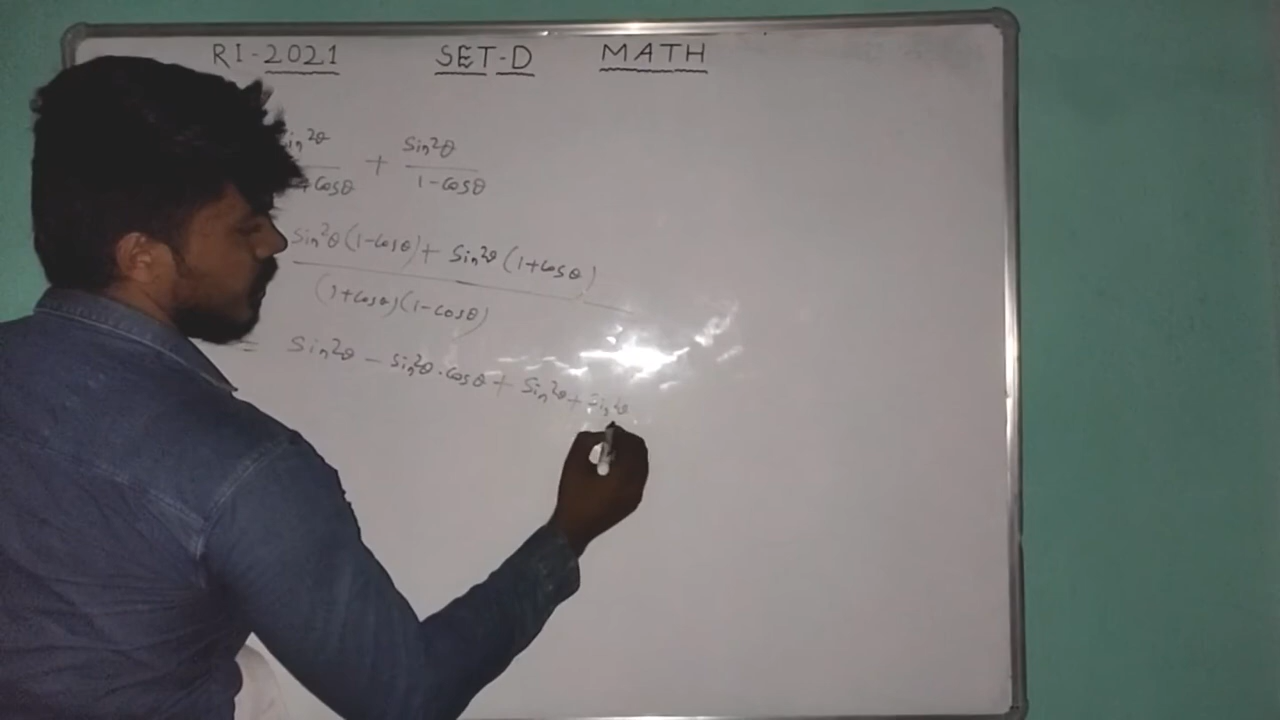 RI-2021 SET-D MATH
in²θ / +cosθ + Sin²θ / 1-cosθ
Sin²θ(1-cosθ)+ Sin²θ(1+cosθ) / (1+cosθ)(1-cosθ)
= Sin²θ - Sin²θ.cosθ + Sin²θ + Sin²θ